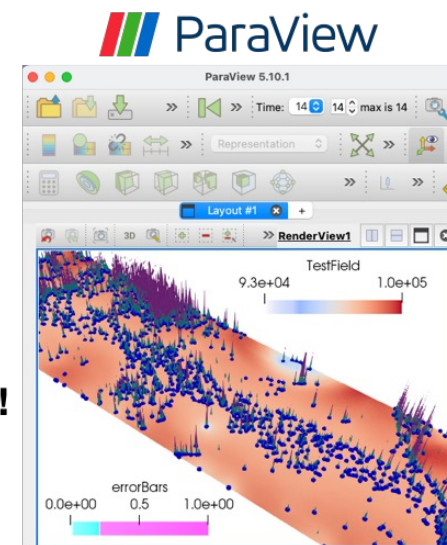 ParaView
ParaView 5.10.1
» » Time: 14 14 max is 14
» Representation »
» »
Layout #1 +
3D » RenderView1
TestField
9.3e+04 1.0e+05
!
errorBars
0.0e+00 0.5 1.0e+00